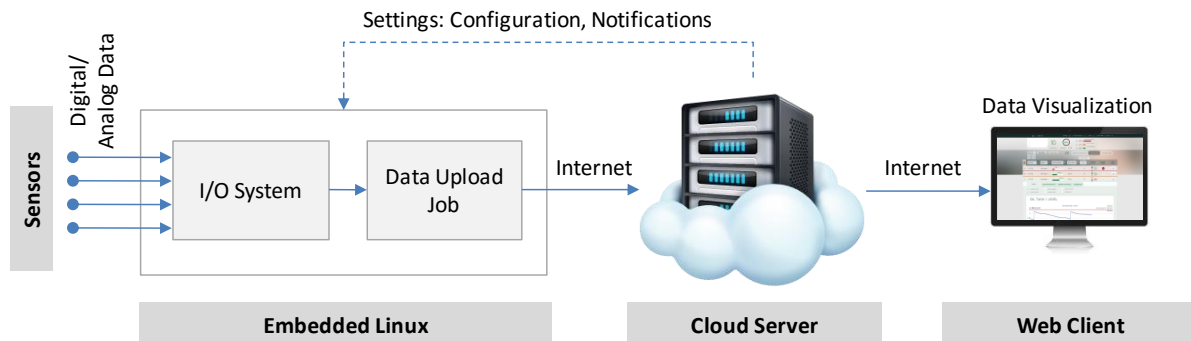 Settings: Configuration, Notifications
Digital/
Analog Data
Sensors
I/O System
Data Upload
Job
Internet
Internet
Data Visualization
Embedded Linux
Cloud Server
Web Client